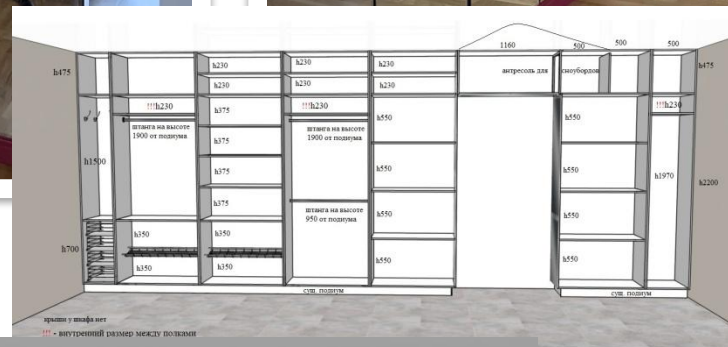 1160 500 500 500
h475 h230 h230 h230 антресоль для сноубордов h475
h230 h230 h230
!!!h230 h375 !!!h230 h550 h550 !!!h230
штанга на высоте
1900 от подиума
штанга на высоте
1900 от подиума
h375
h1500 h375 h550 h550 h1970 h2200
h375
штанга на высоте
950 от подиума
h550 h550
h350 h350
h700 h350 h350 h550 h550
сущ. подиум сущ. подиум
крыши у шкафа нет
!!! - внутренний размер между полками